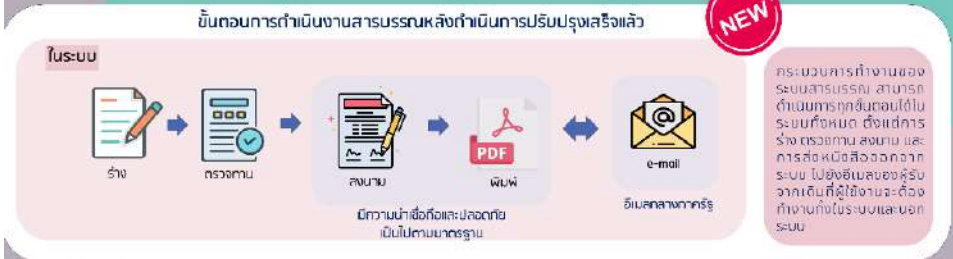 ขั้นตอนการดำเนินงานสารบรรณหลังดำเนินการปรับปรุงเสร็จแล้ว
NEW
ในระบบ
ร่าง
ตรวจทาน
ลงนาม
PDF
พิมพ์
e-mail
มีความน่าเชื่อถือและปลอดภัย
เป็นไปตามมาตรฐาน
อีเมลกลางภาครัฐ
กระบวนการทำงานของ
ระบบสารบรรณ สามารถ
ดำเนินการทุกขั้นตอนได้ใน
ระบบทั้งหมด ตั้งแต่การ
ร่าง ตรวจทาน ลงนาม และ
การส่งหนังสือออกจาก
ระบบ ไปยังอีเมลของผู้รับ
จากเดิมที่ผู้ใช้งานจะต้อง
ทำงานทั้งในระบบและนอก
ระบบ